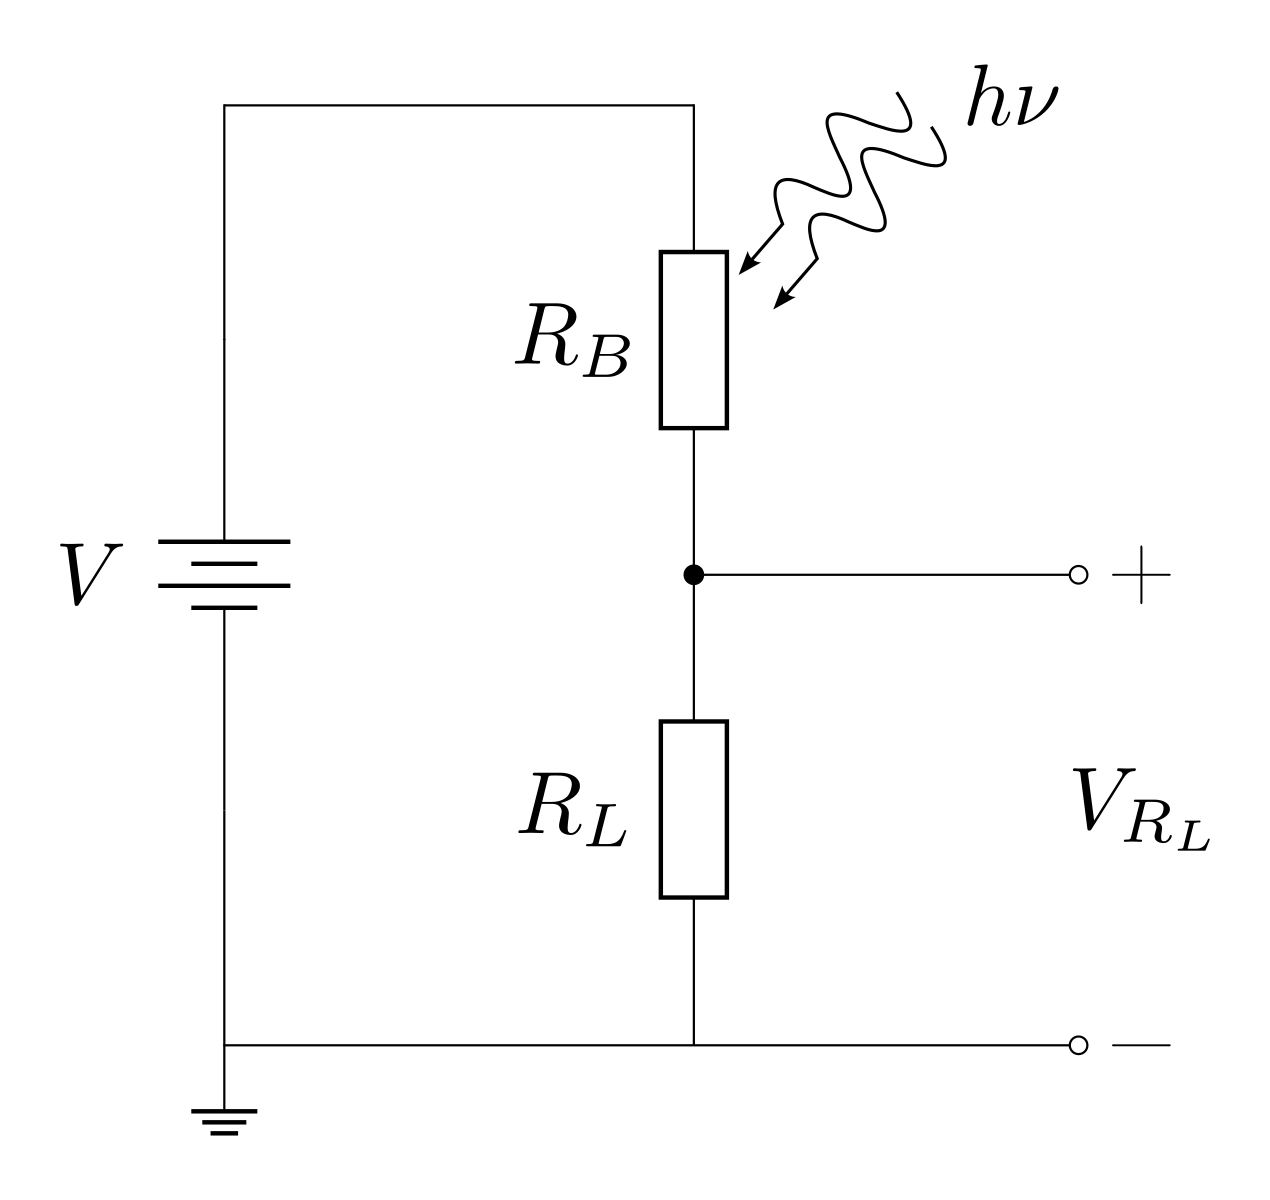 hν
R_B
V
+
R_L
V_{R_L}
−